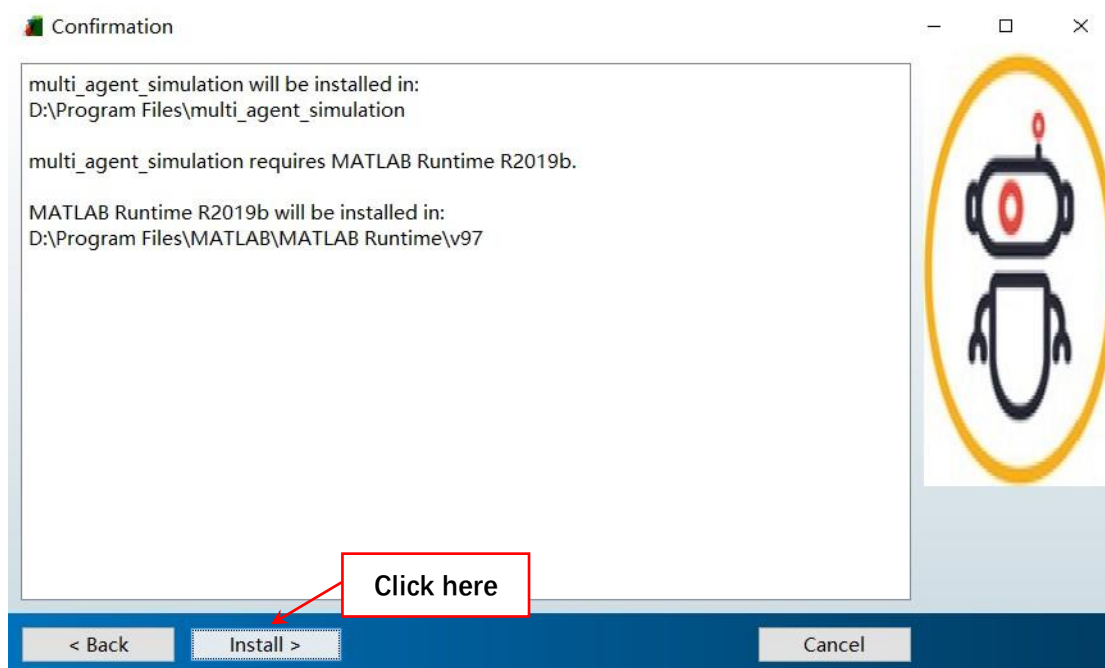 Confirmation
multi_agent_simulation will be installed in:
D:\Program Files\multi_agent_simulation
multi_agent_simulation requires MATLAB Runtime R2019b.
MATLAB Runtime R2019b will be installed in:
D:\Program Files\MATLAB\MATLAB Runtime\v97
Click here
< Back
Install >
Cancel